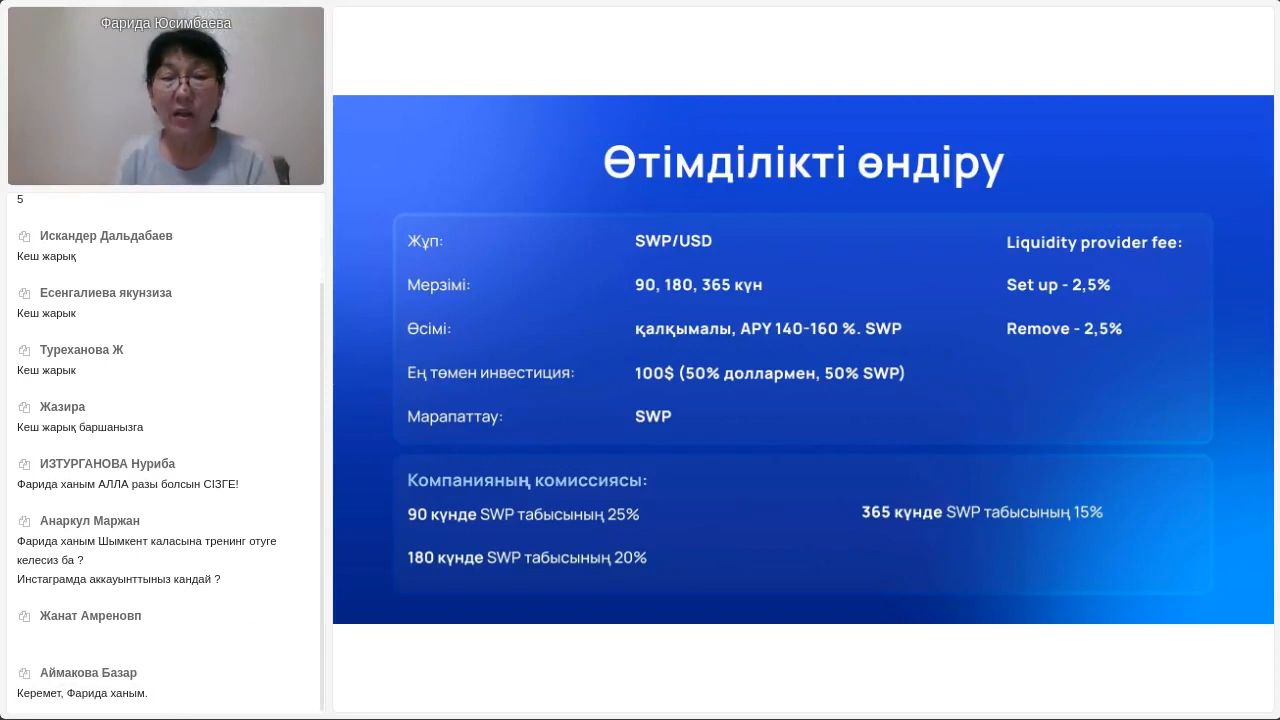 Фарида Юсимбаева
5
Искандер Дальдабаев
Кеш жарық
Есенгалиева якунзиза
Кеш жарык
Туреханова Ж
Кеш жарык
Жазира
Кеш жарық баршанызга
ИЗТУРГАНОВА Нуриба
Фарида ханым АЛЛА разы болсын СІЗГЕ!
Анаркул Маржан
Фарида ханым Шымкент каласына тренинг отуге
келесиз ба ?
Инстаграмда аккауынттыныз кандай ?
Жанат Амреновп
Аймакова Базар
Керемет, Фарида ханым.
Өтімділікті өндіру
Жұп: SWP/USD Liquidity provider fee:
Мерзімі: 90, 180, 365 күн Set up - 2,5%
Өсімі: қалқымалы, APY 140-160 %. SWP Remove - 2,5%
Ең төмен инвестиция: 100$ (50% доллармен, 50% SWP)
Марапаттау: SWP
Компанияның комиссиясы:
90 күнде SWP табысының 25% 365 күнде SWP табысының 15%
180 күнде SWP табысының 20%